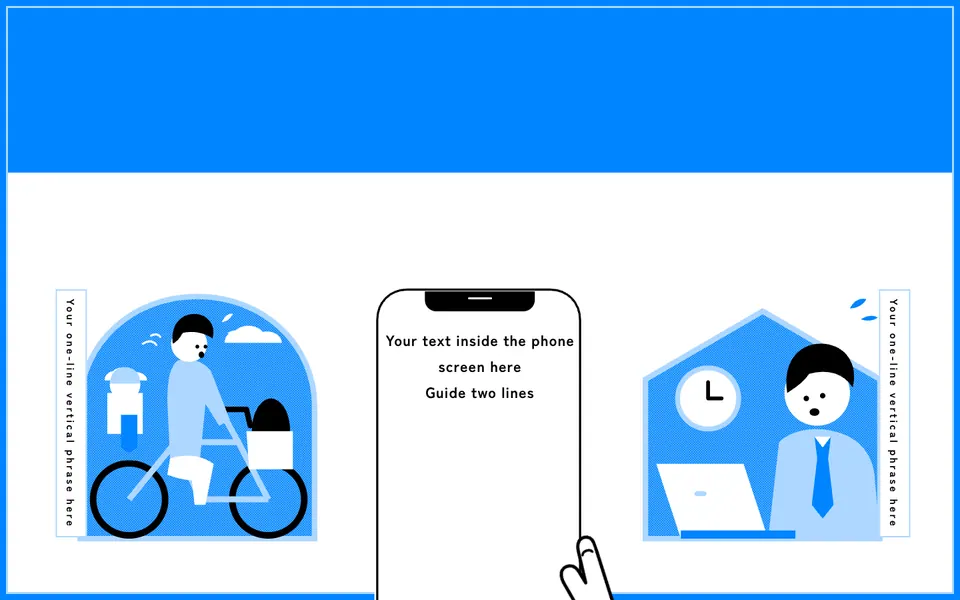 Your one-line vertical phrase here
Your text inside the phone
screen here
Guide two lines
Your one-line vertical phrase here